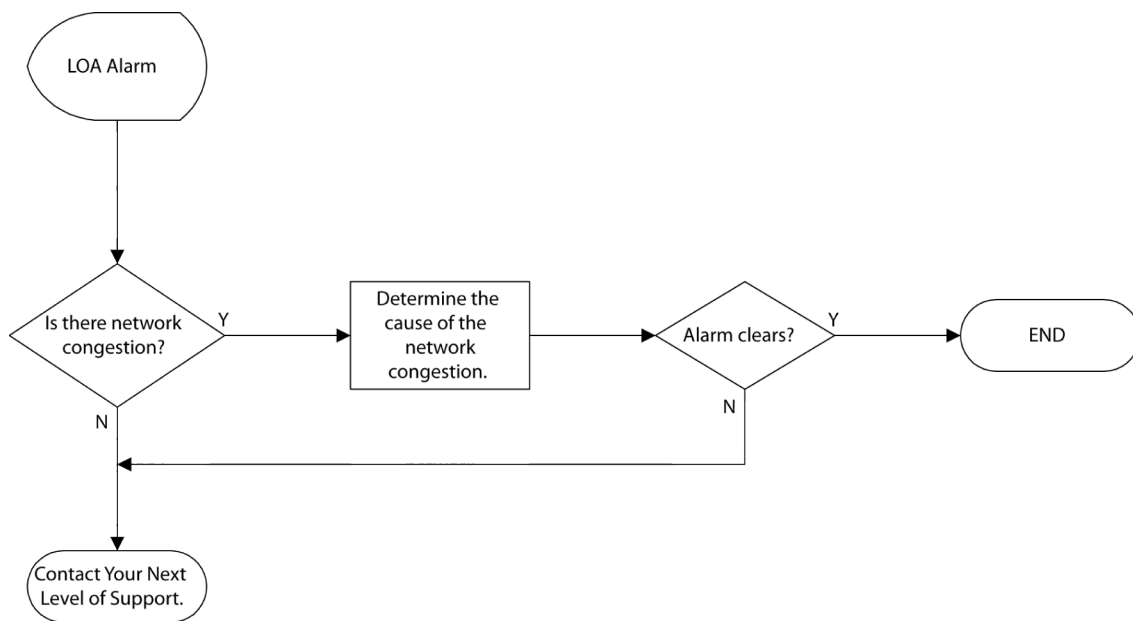 LOA Alarm
Is there network
congestion?
Y
N
Determine the
cause of the
network
congestion.
Alarm clears?
Y
N
END
Contact Your Next
Level of Support.